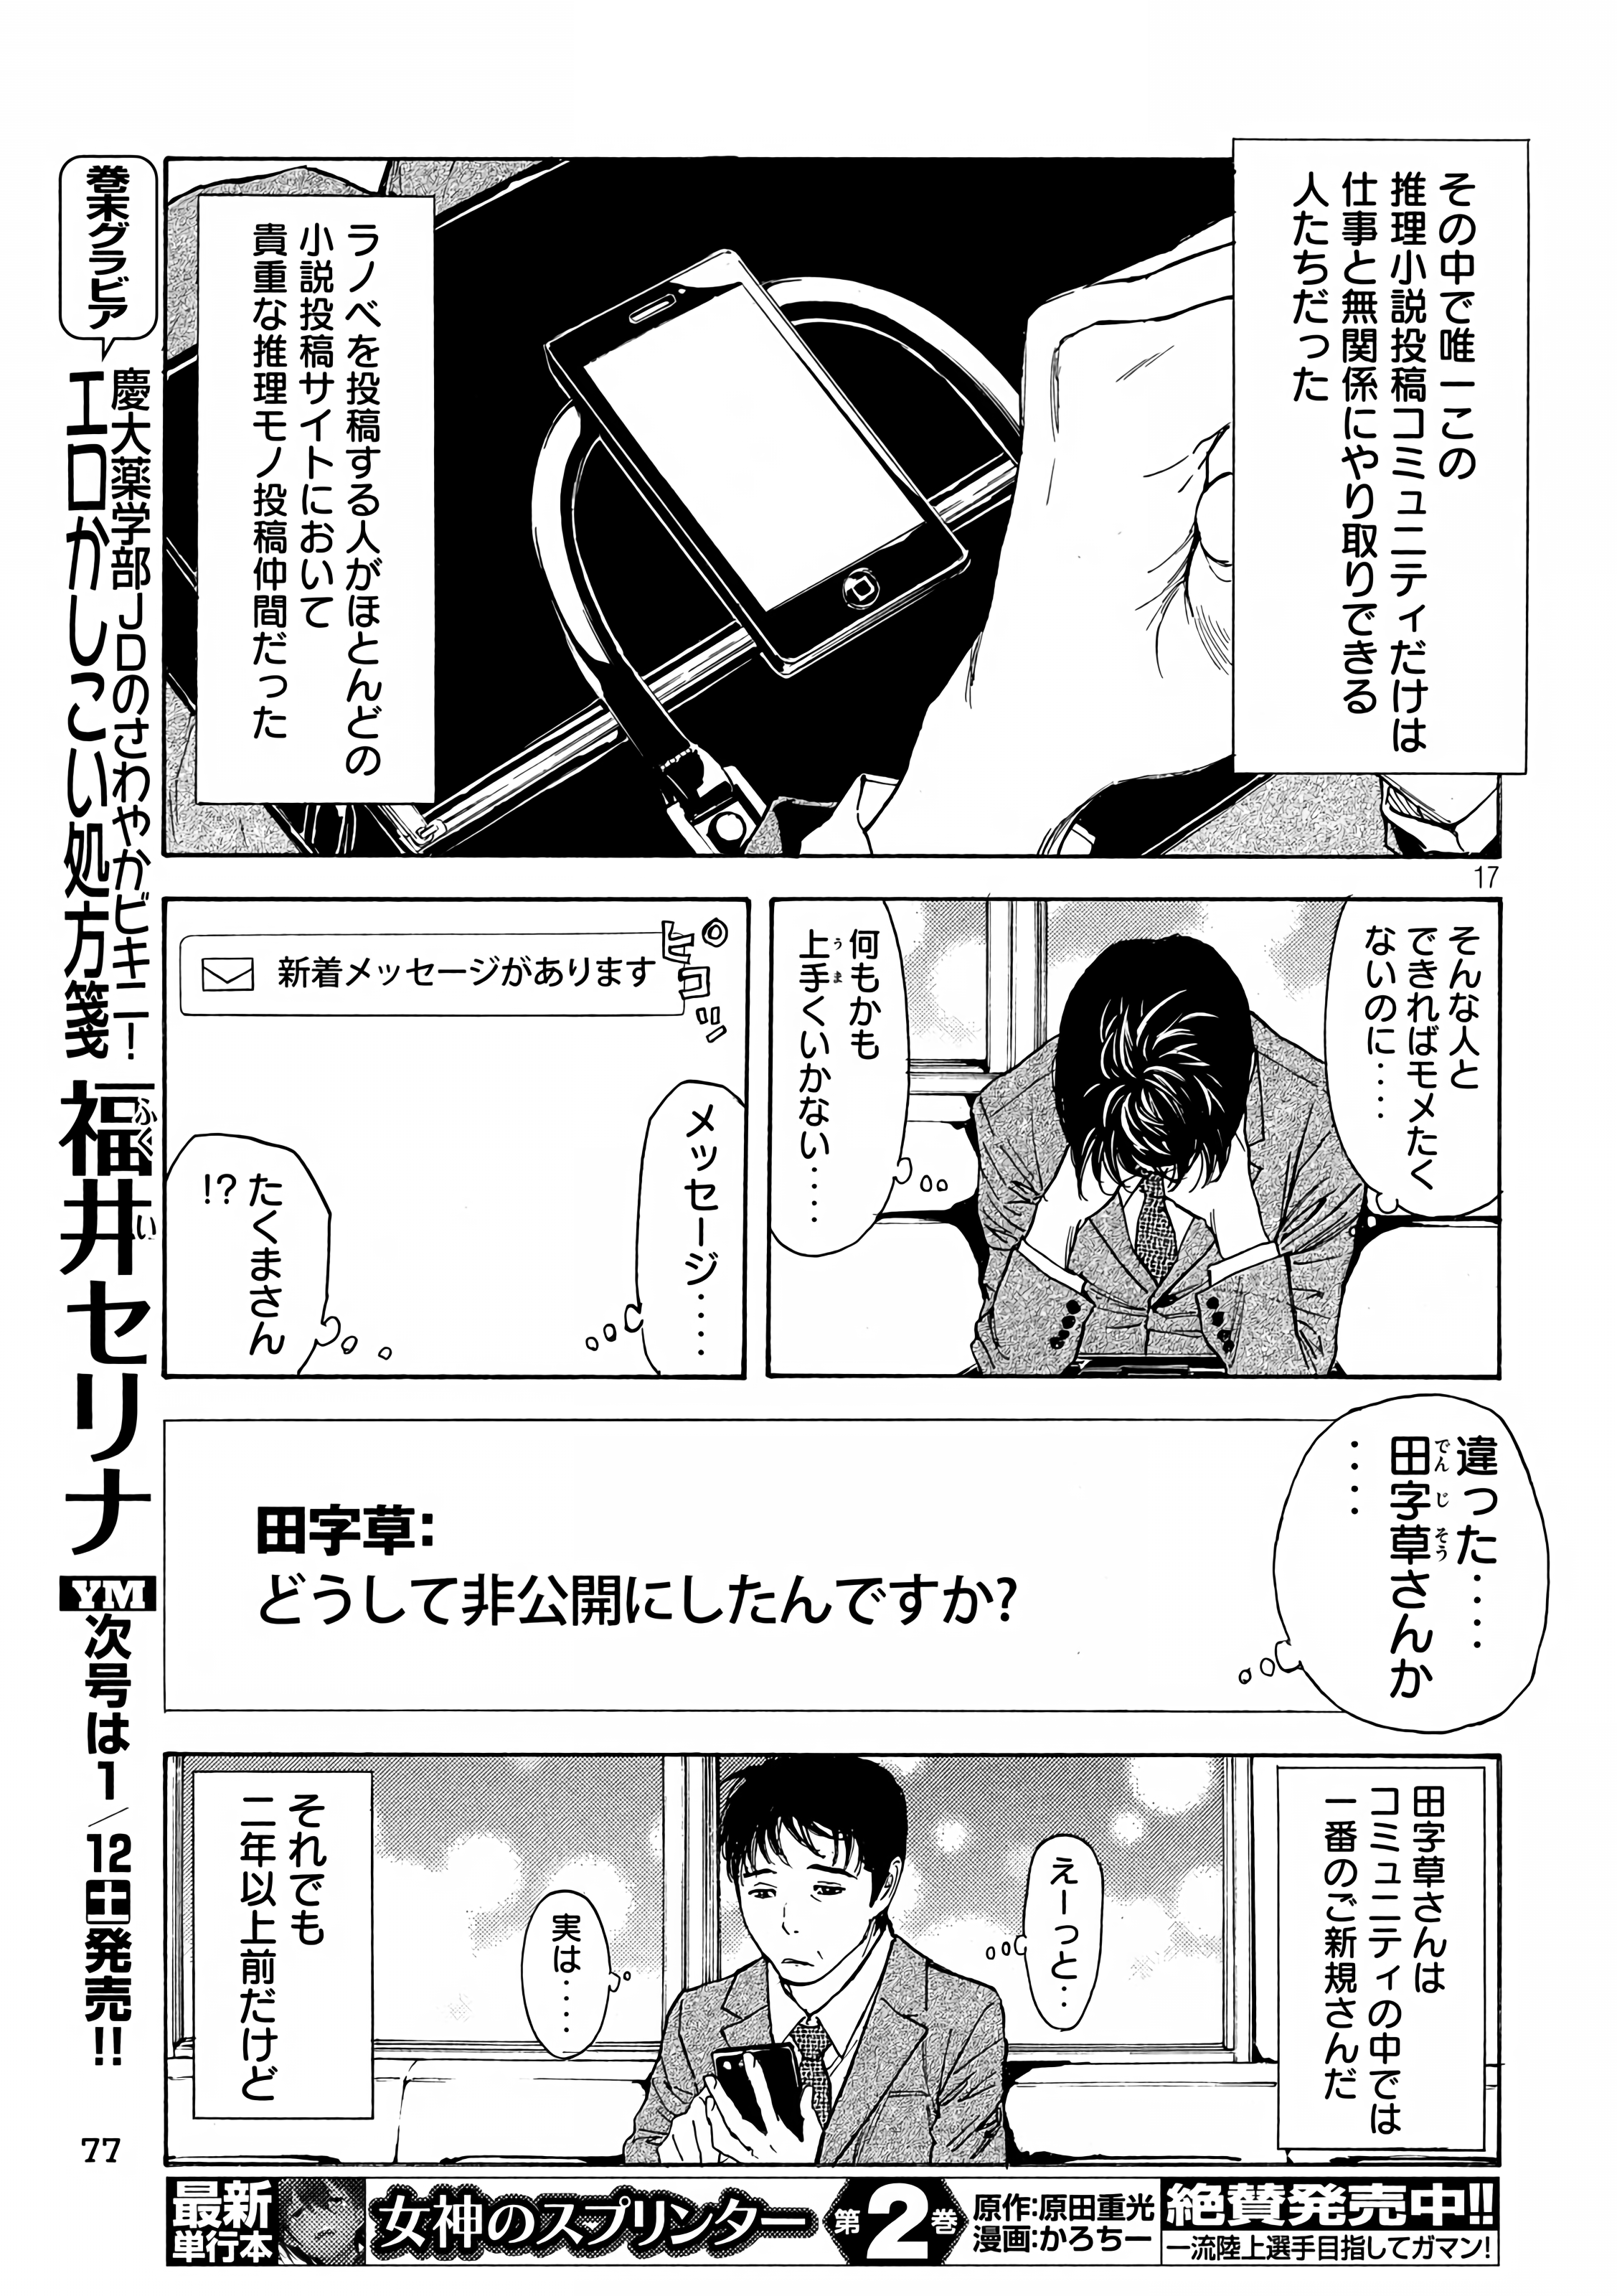 その中で唯一この
推理小説投稿コミュニティだけは
仕事と無関係にやり取りできる
人たちだった
ラノベを投稿する人がほとんどの
小説投稿サイトにおいて
貴重な推理モノ投稿仲間だった
17
そんな人と
できればモメたく
ないのに‥‥
何もかも
上手くいかない‥‥
うま
ピコッ
新着メッセージがあります
メッセージ‥‥
たくまさん
!?
違った‥‥
田字草さんか
でんじそう
‥‥
田字草:
どうして非公開にしたんですか?
田字草さんは
コミュニティの中では
一番のご新規さんだ
えーっと‥
実は‥‥
それでも
二年以上前だけど
巻末グラビア
慶大薬学部JDのさわやかビキニ!
エロかしこい処方箋
福井セリナ
ふくい
YM次号は1/12土発売!!
77
最新
単行本
女神のスプリンター
第2巻
原作:原田重光
漫画:かろちー
絶賛発売中!!
一流陸上選手目指してガマン!